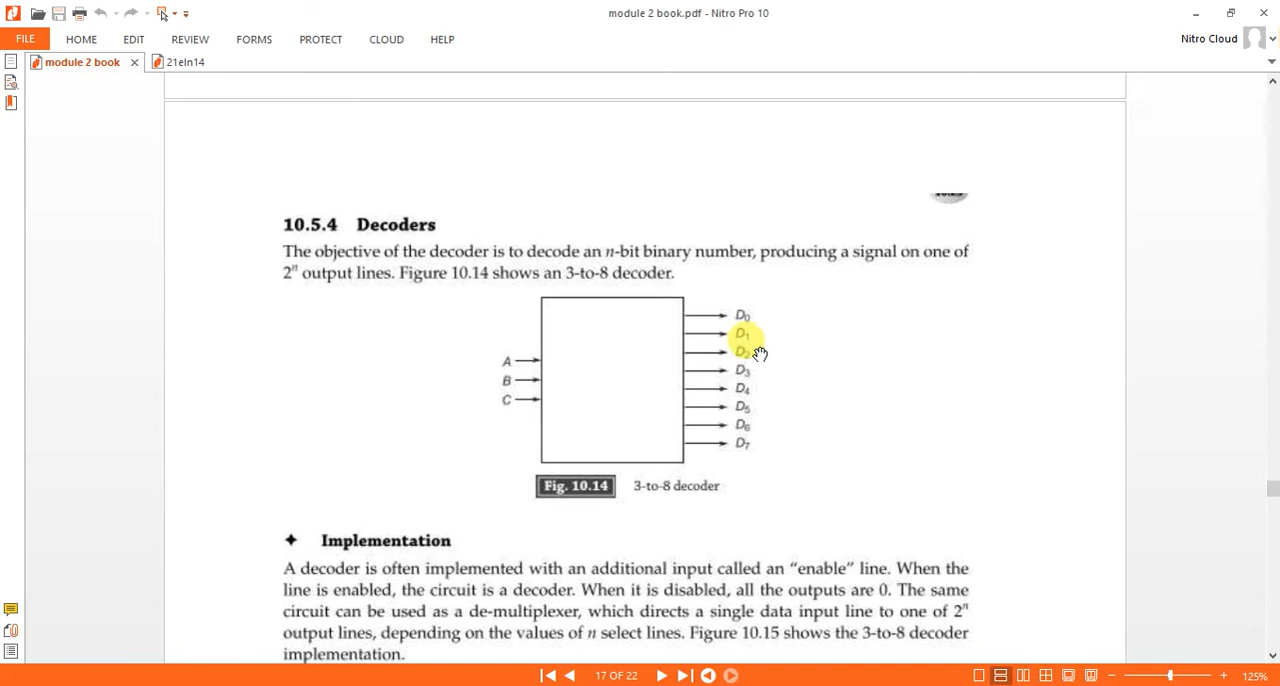 module 2 book.pdf - Nitro Pro 10
FILE HOME EDIT REVIEW FORMS PROTECT CLOUD HELP
Nitro Cloud
module 2 book 21eln14
10.5.4 Decoders
The objective of the decoder is to decode an n-bit binary number, producing a signal on one of
2ⁿ output lines. Figure 10.14 shows an 3-to-8 decoder.
D₀
D₁
D₂
D₃
D₄
D₅
D₆
D₇
A
B
C
Fig. 10.14 3-to-8 decoder
✦ Implementation
A decoder is often implemented with an additional input called an “enable” line. When the
line is enabled, the circuit is a decoder. When it is disabled, all the outputs are 0. The same
circuit can be used as a de-multiplexer, which directs a single data input line to one of 2ⁿ
output lines, depending on the values of n select lines. Figure 10.15 shows the 3-to-8 decoder
implementation.
17 OF 22
125%